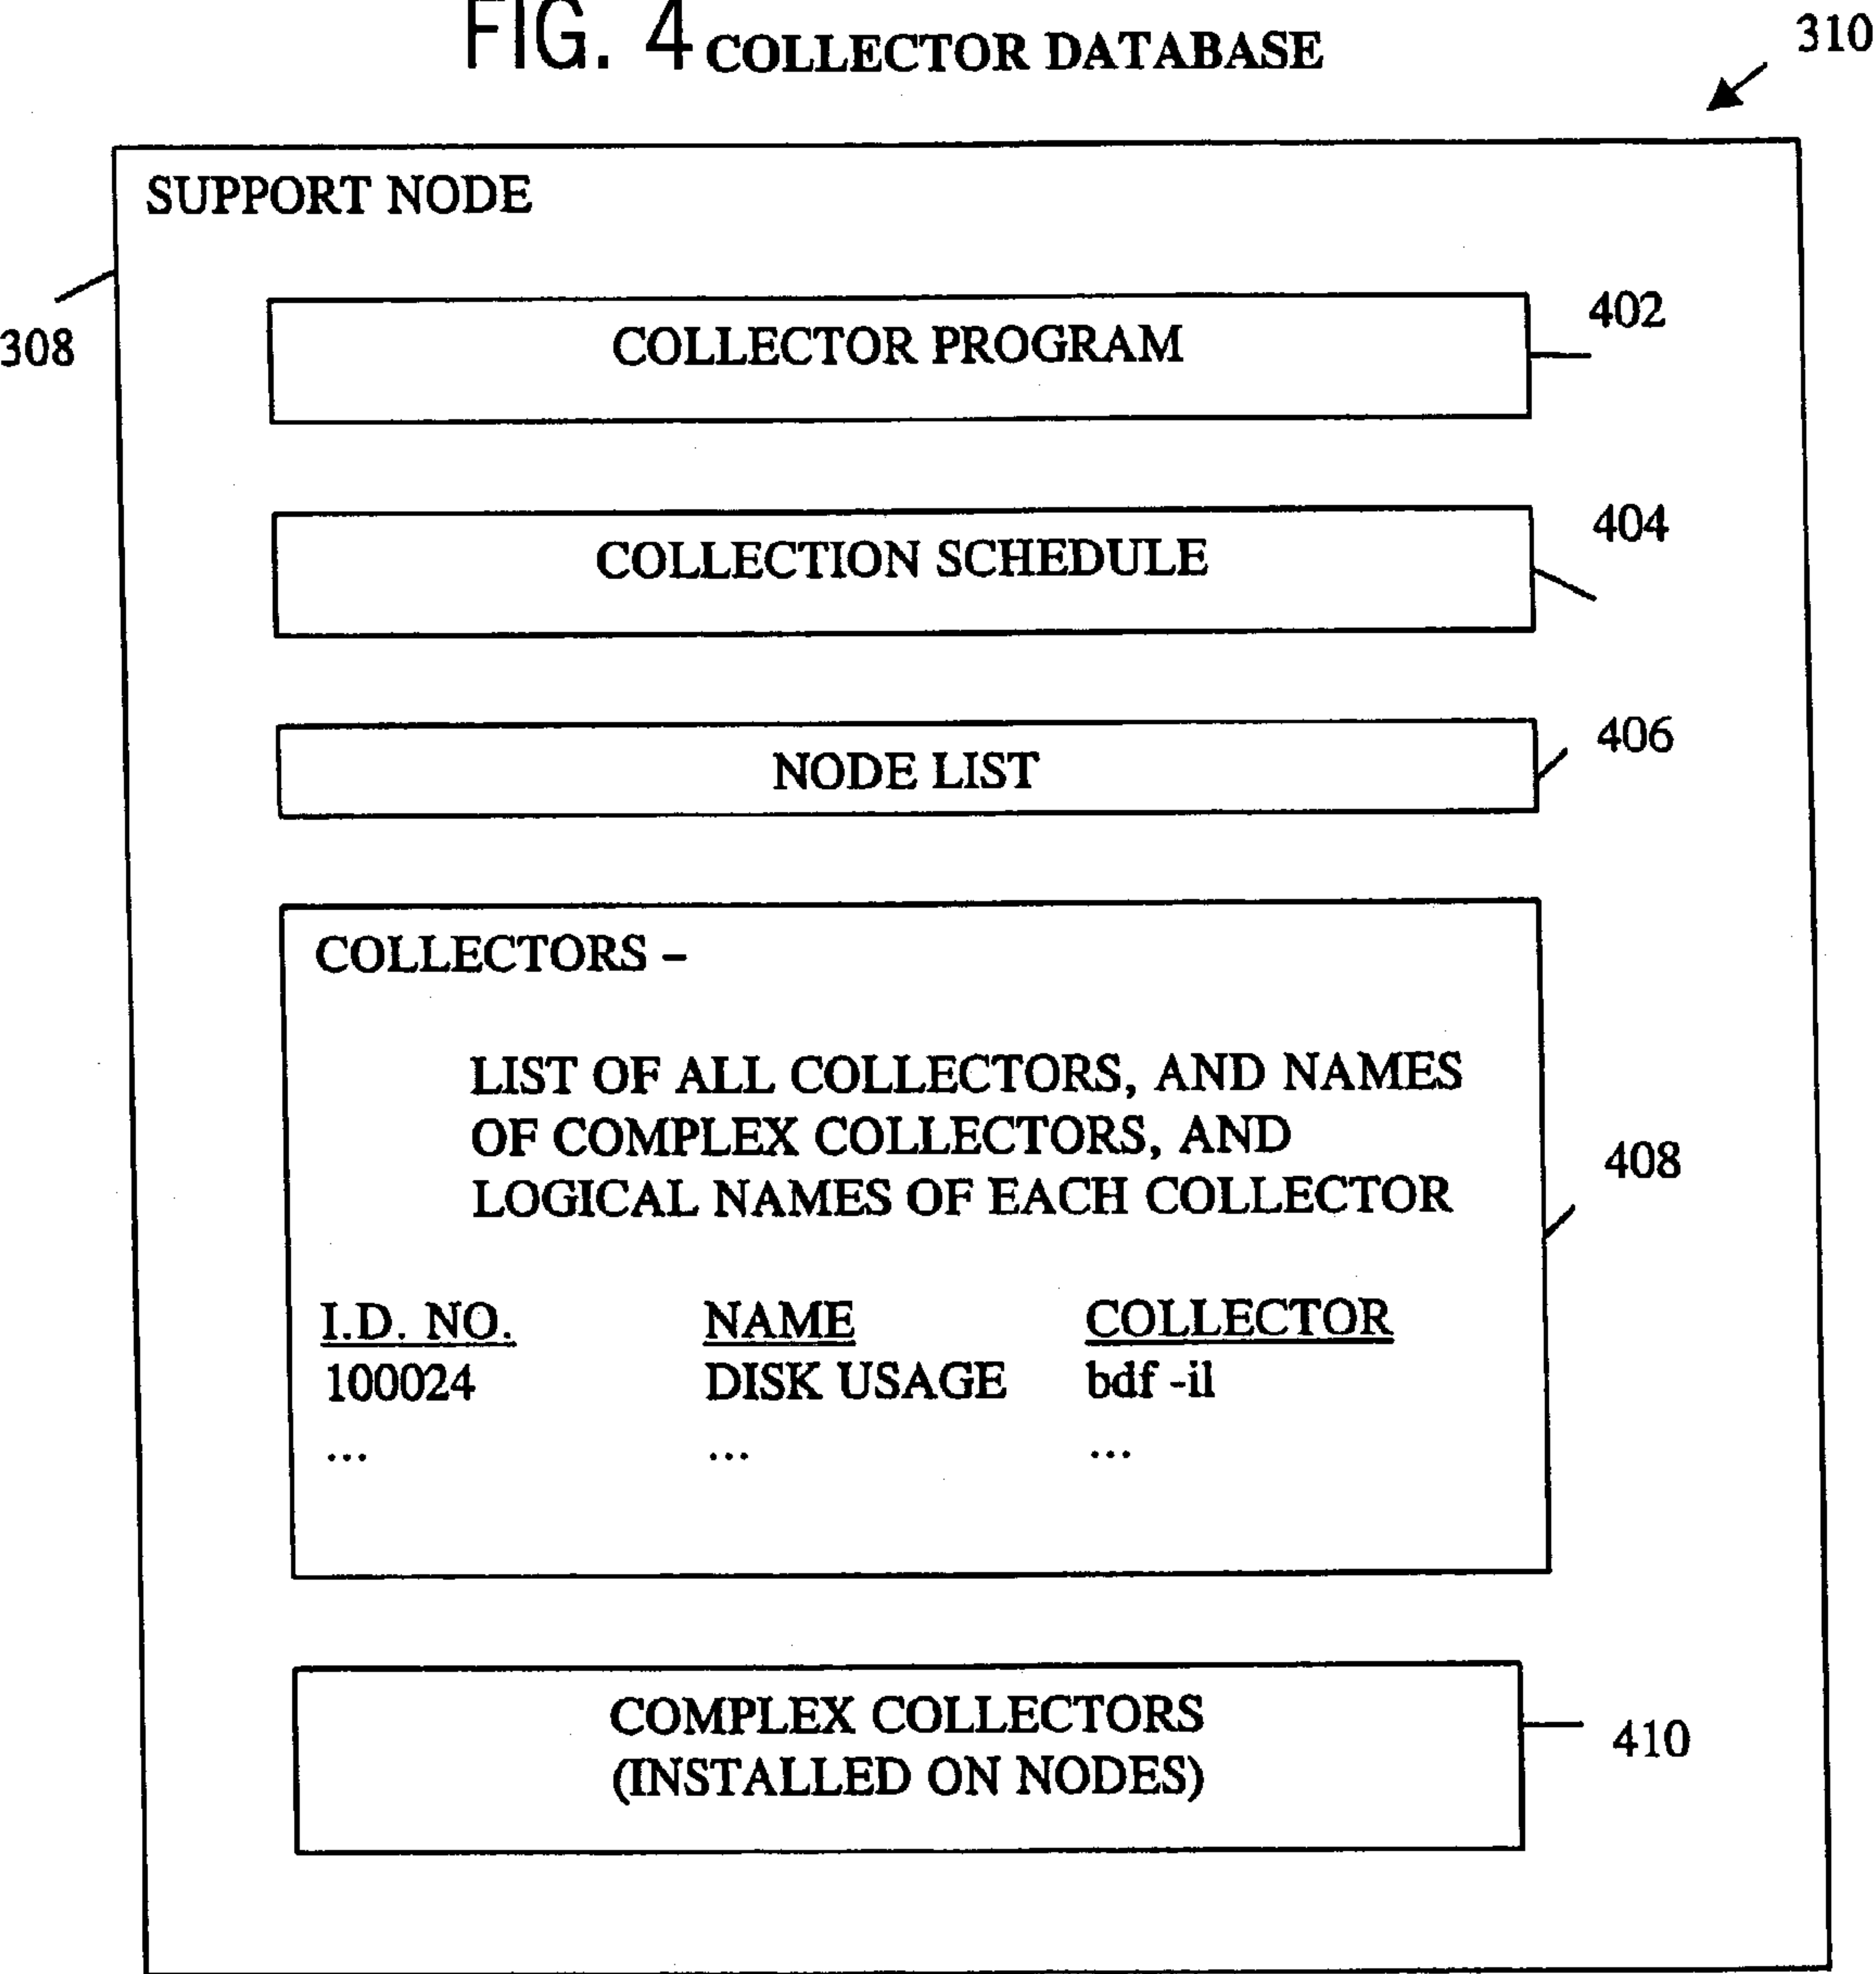 FIG. 4 COLLECTOR DATABASE
310
SUPPORT NODE
308
COLLECTOR PROGRAM
402
COLLECTION SCHEDULE
404
NODE LIST
406
COLLECTORS –
LIST OF ALL COLLECTORS, AND NAMES
OF COMPLEX COLLECTORS, AND
LOGICAL NAMES OF EACH COLLECTOR
408
I.D. NO. NAME COLLECTOR
100024 DISK USAGE bdf -il
... ... ...
COMPLEX COLLECTORS
(INSTALLED ON NODES)
410